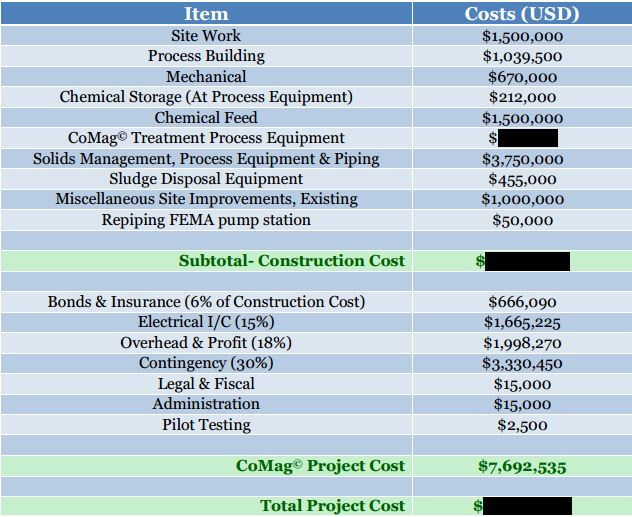 Item Costs (USD)
Site Work $1,500,000
Process Building $1,039,500
Mechanical $670,000
Chemical Storage (At Process Equipment) $212,000
Chemical Feed $1,500,000
CoMag© Treatment Process Equipment $
Solids Management, Process Equipment & Piping $3,750,000
Sludge Disposal Equipment $455,000
Miscellaneous Site Improvements, Existing $1,000,000
Repiping FEMA pump station $50,000
Subtotal- Construction Cost $
Bonds & Insurance (6% of Construction Cost) $666,090
Electrical I/C (15%) $1,665,225
Overhead & Profit (18%) $1,998,270
Contingency (30%) $3,330,450
Legal & Fiscal $15,000
Administration $15,000
Pilot Testing $2,500
CoMag© Project Cost $7,692,535
Total Project Cost $